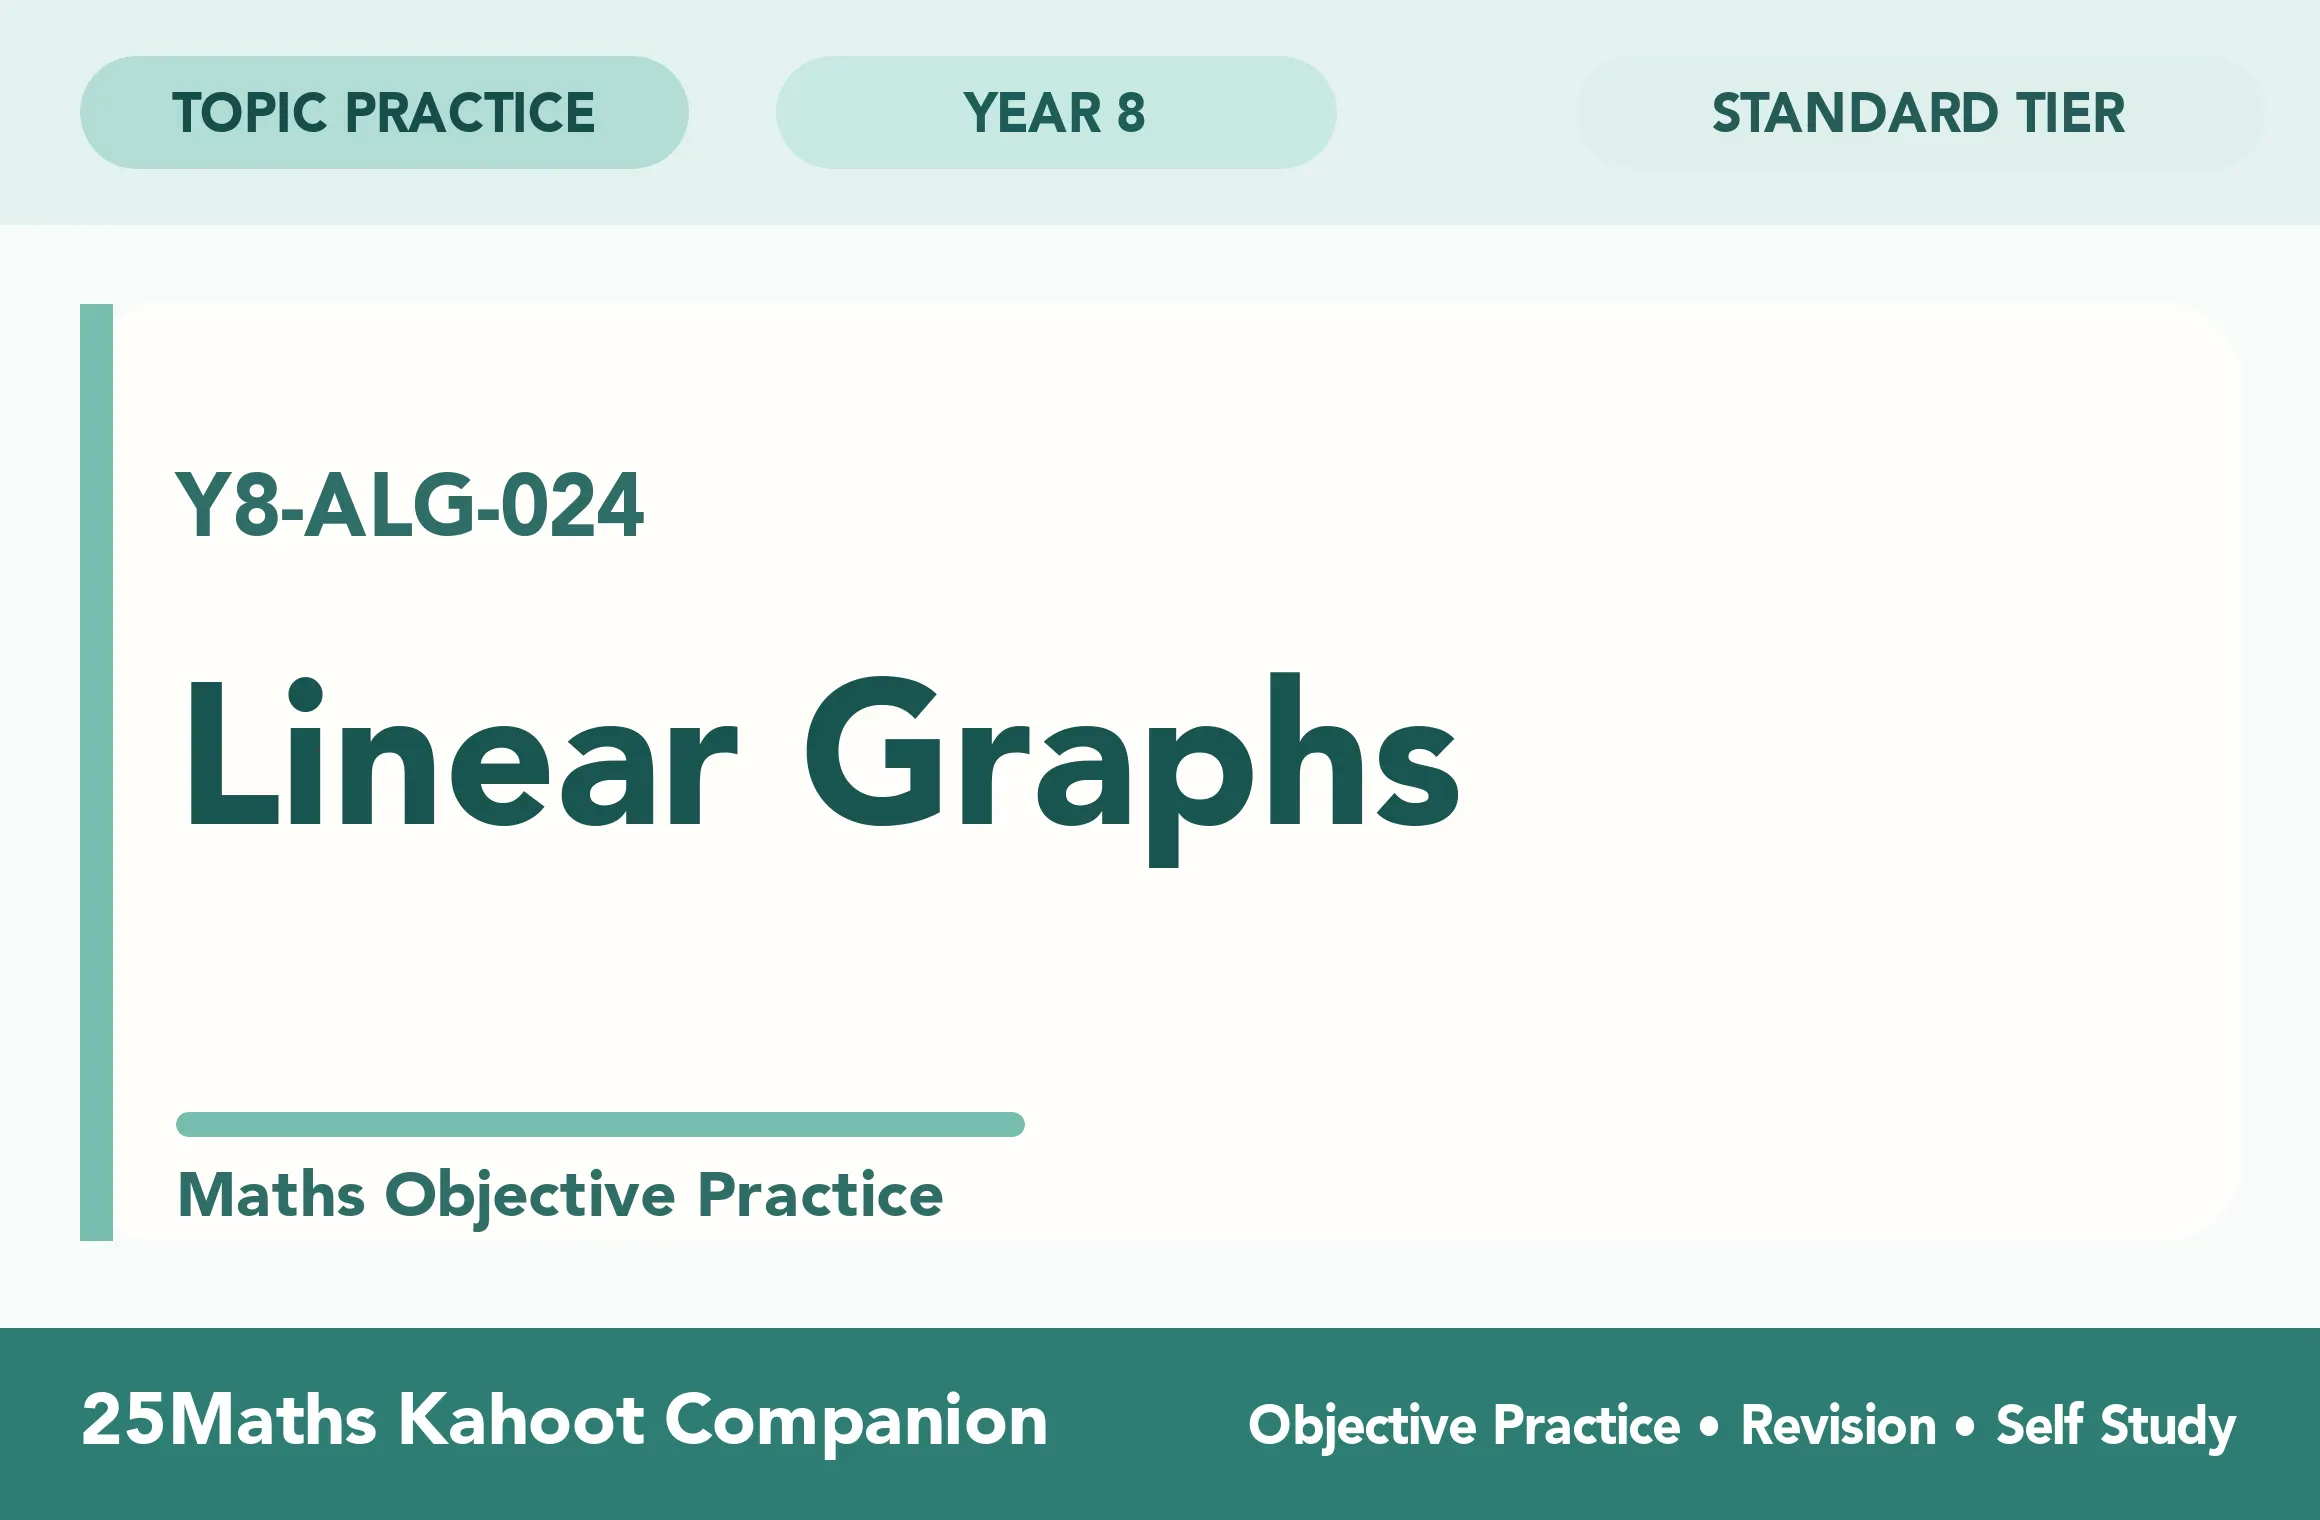 TOPIC PRACTICE
YEAR 8
STANDARD TIER
Y8-ALG-024
Linear Graphs
Maths Objective Practice
25Maths Kahoot Companion
Objective Practice • Revision • Self Study